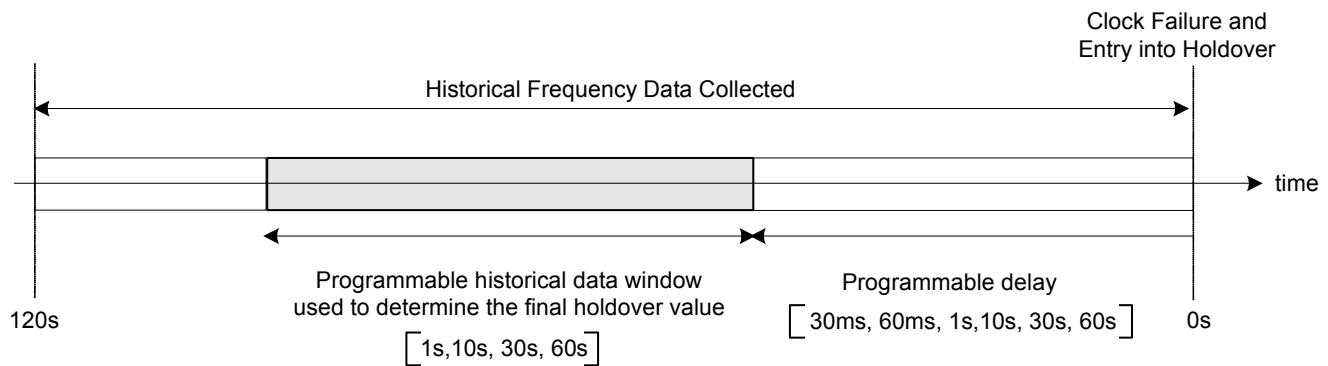 Clock Failure and
Entry into Holdover
Historical Frequency Data Collected
time
Programmable historical data window
used to determine the final holdover value
[1s,10s, 30s, 60s]
Programmable delay
[30ms, 60ms, 1s,10s, 30s, 60s]
120s
0s